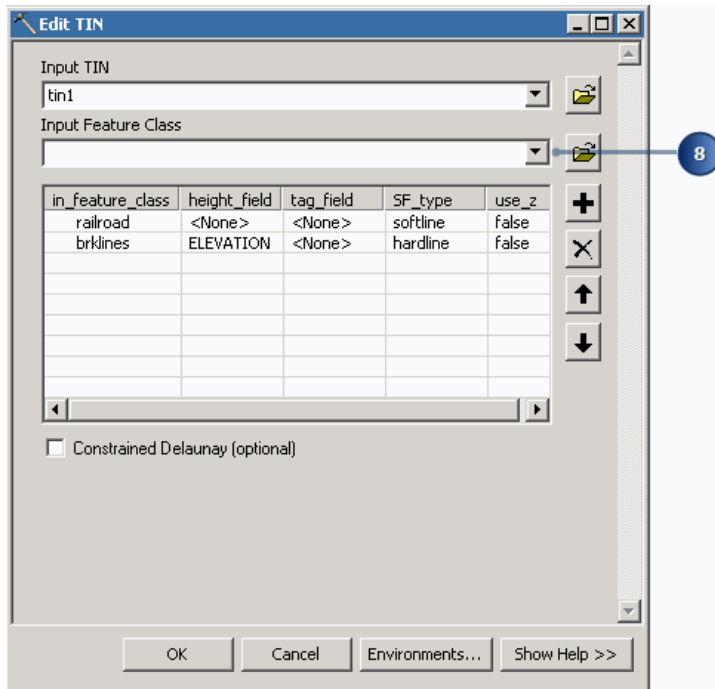 Edit TIN
Input TIN
tin1
Input Feature Class
8
in_feature_class height_field tag_field SF_type use_z
railroad <None> <None> softline false
brklines ELEVATION <None> hardline false
Constrained Delaunay (optional)
OK Cancel Environments... Show Help >>